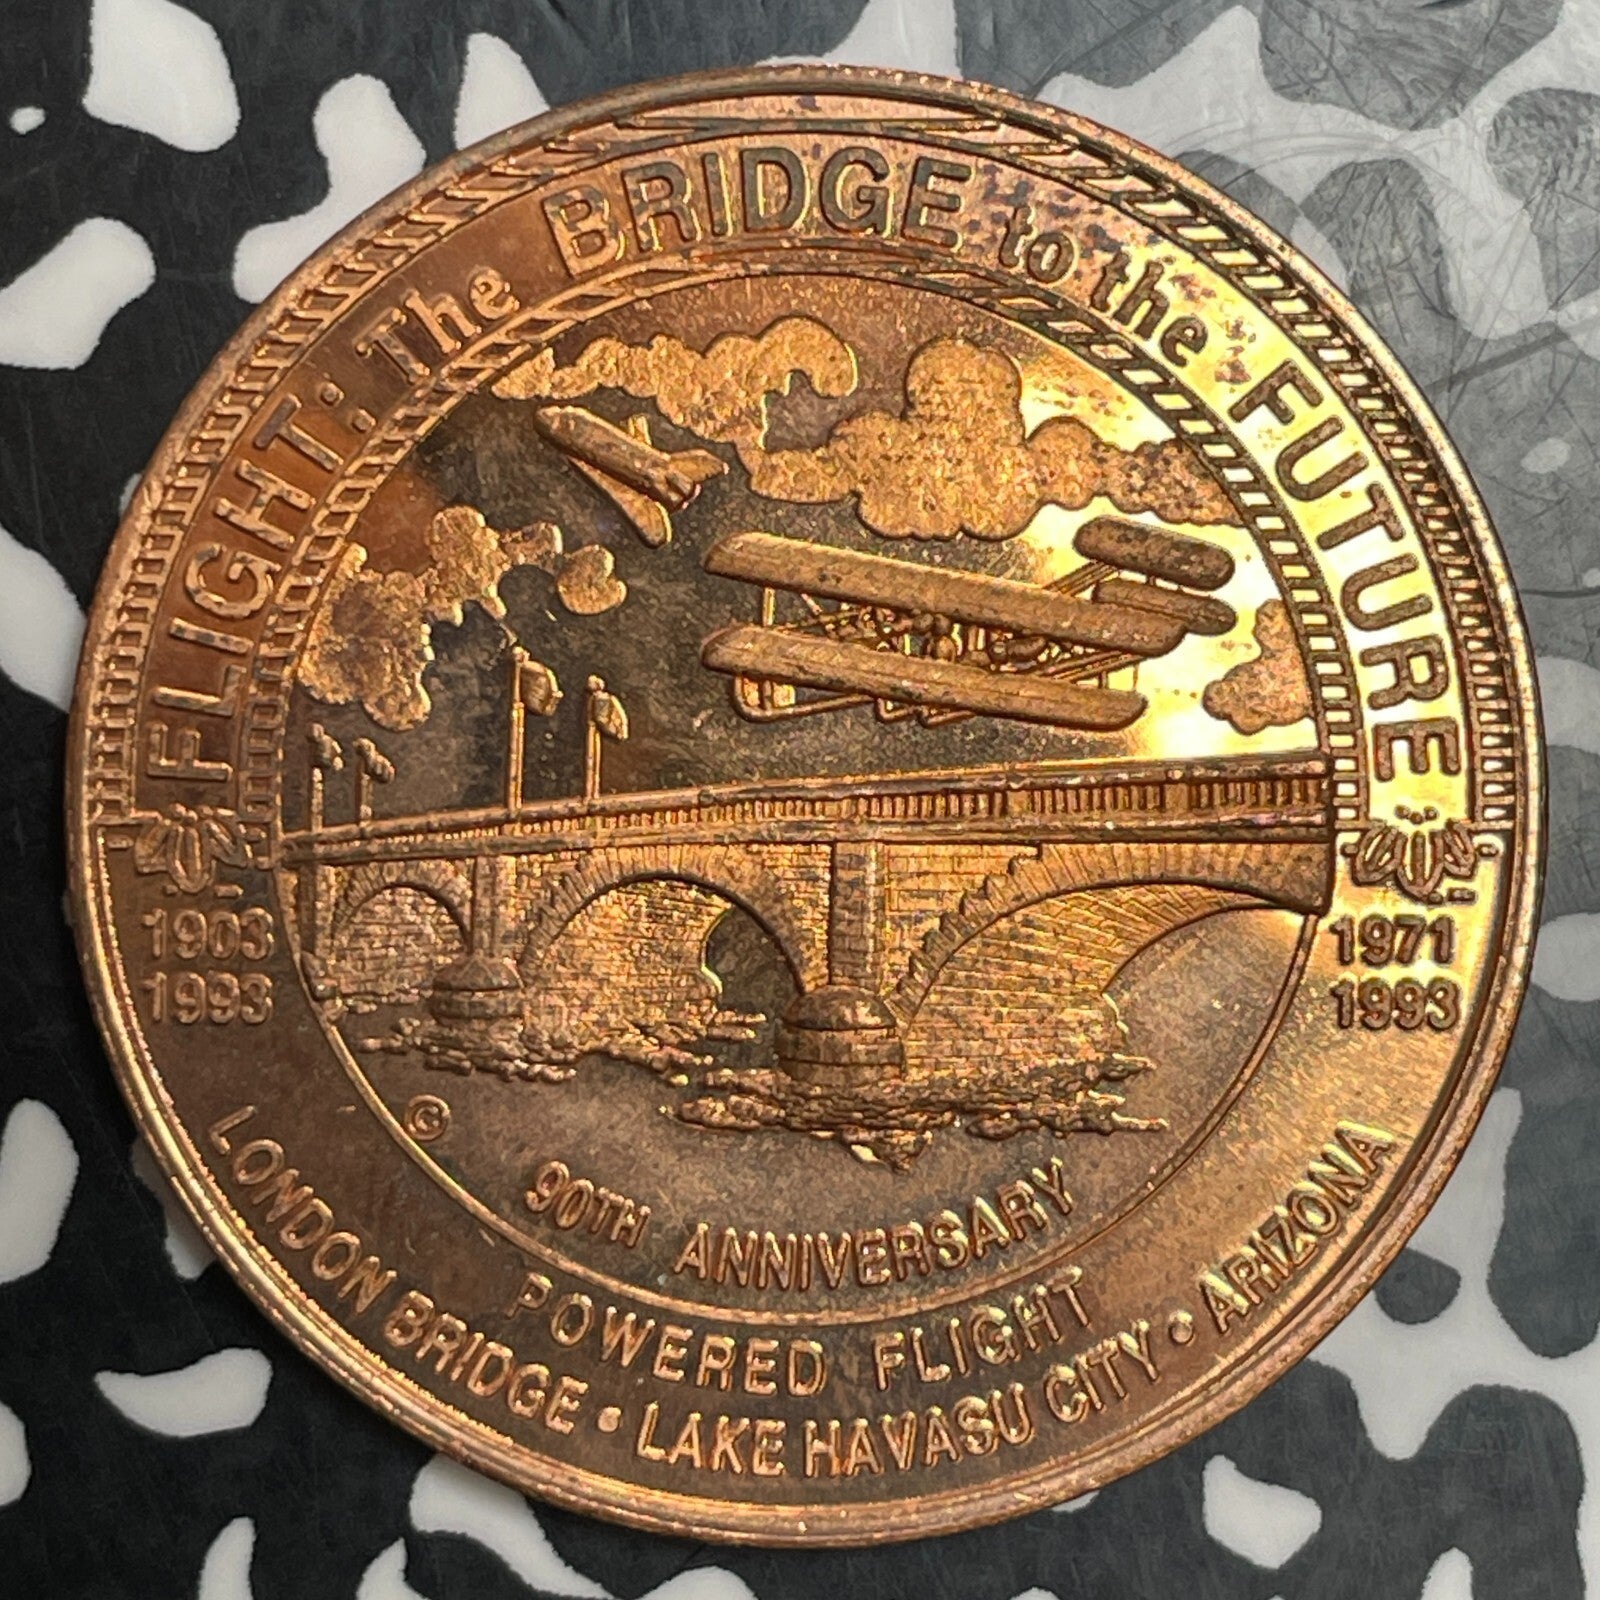 FLIGHT: The BRIDGE to the FUTURE
1903
1993
1971
1993
©
90TH ANNIVERSARY
POWERED FLIGHT
LONDON BRIDGE • LAKE HAVASU CITY • ARIZONA